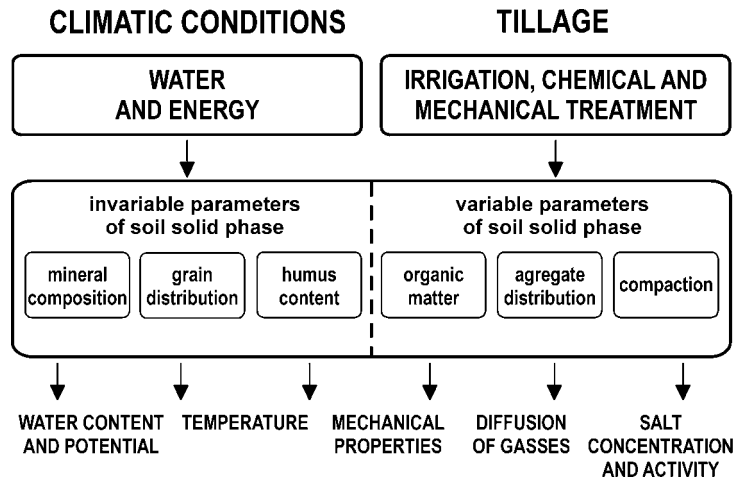 CLIMATIC CONDITIONS
TILLAGE
WATER
AND ENERGY
IRRIGATION, CHEMICAL AND
MECHANICAL TREATMENT
invariable parameters
of soil solid phase
variable parameters
of soil solid phase
mineral
composition
grain
distribution
humus
content
organic
matter
agregate
distribution
compaction
WATER CONTENT
AND POTENTIAL
TEMPERATURE
MECHANICAL
PROPERTIES
DIFFUSION
OF GASSES
SALT
CONCENTRATION
AND ACTIVITY